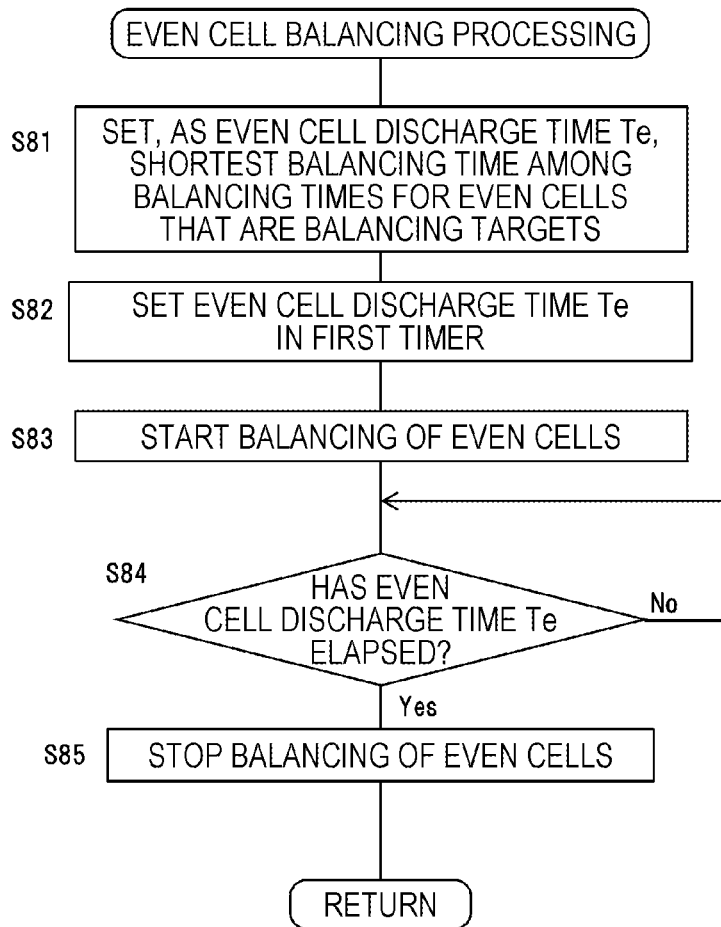 EVEN CELL BALANCING PROCESSING
S81
SET, AS EVEN CELL DISCHARGE TIME Te,
SHORTEST BALANCING TIME AMONG
BALANCING TIMES FOR EVEN CELLS
THAT ARE BALANCING TARGETS
S82
SET EVEN CELL DISCHARGE TIME Te
IN FIRST TIMER
S83
START BALANCING OF EVEN CELLS
S84
HAS EVEN
CELL DISCHARGE TIME Te
ELAPSED?
No
Yes
S85
STOP BALANCING OF EVEN CELLS
RETURN